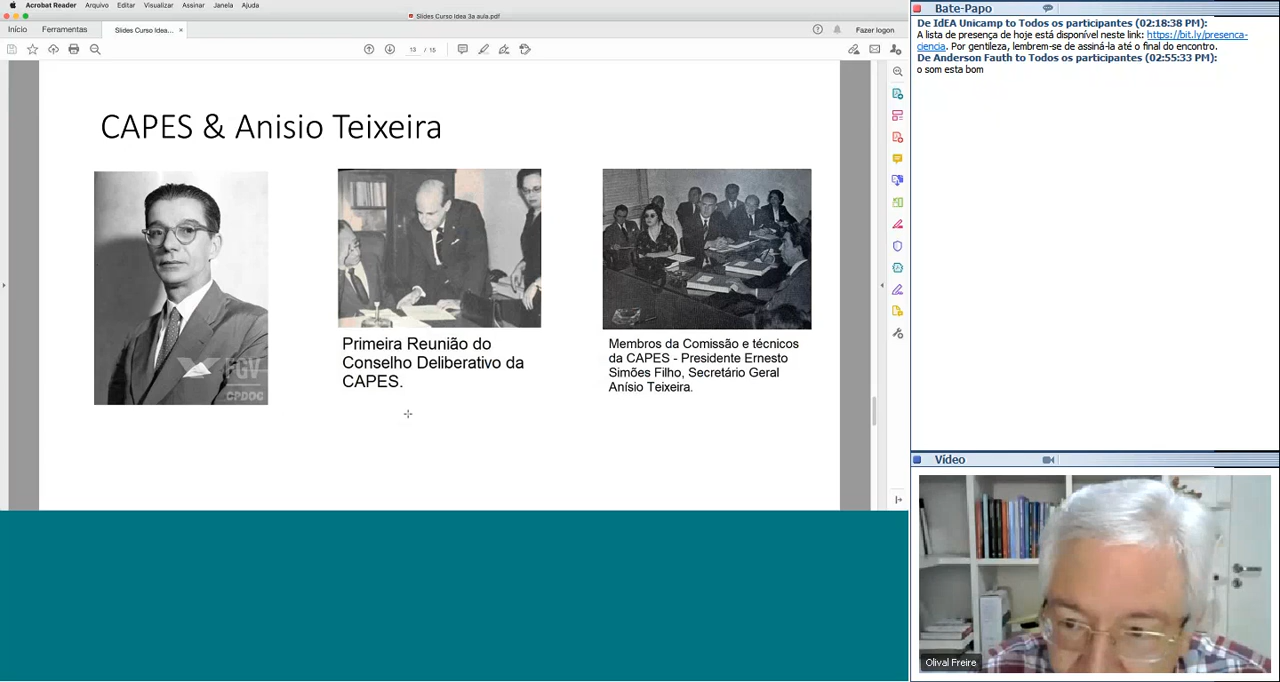 Acrobat Reader Arquivo Editar Visualizar Assinar Janela Ajuda
Slides Curso Idea 3a aula.pdf
Início Ferramentas Slides Curso Idea... × Fazer logon
13 / 15
CAPES & Anisio Teixeira
FGV
CPDOC
Primeira Reunião do
Conselho Deliberativo da
CAPES.
Membros da Comissão e técnicos
da CAPES - Presidente Ernesto
Simões Filho, Secretário Geral
Anísio Teixeira.
Bate-Papo
De IdEA Unicamp to Todos os participantes (02:18:38 PM):
A lista de presença de hoje está disponível neste link: https://bit.ly/presenca-
ciencia. Por gentileza, lembrem-se de assiná-la até o final do encontro.
De Anderson Fauth to Todos os participantes (02:55:33 PM):
o som esta bom
Vídeo
Olival Freire